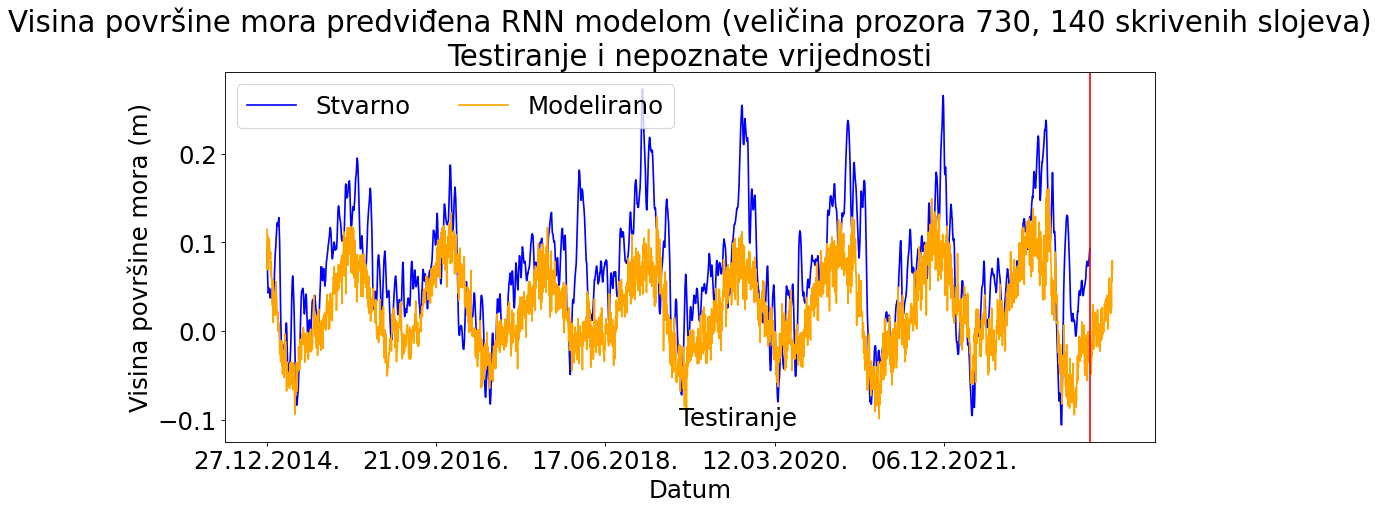 Visina površine mora predviđena RNN modelom (veličina prozora 730, 140 skrivenih slojeva)
Testiranje i nepoznate vrijednosti
Stvarno Modelirano
Visina površine mora (m)
0.2
0.1
0.0
−0.1
Testiranje
27.12.2014. 21.09.2016. 17.06.2018. 12.03.2020. 06.12.2021.
Datum